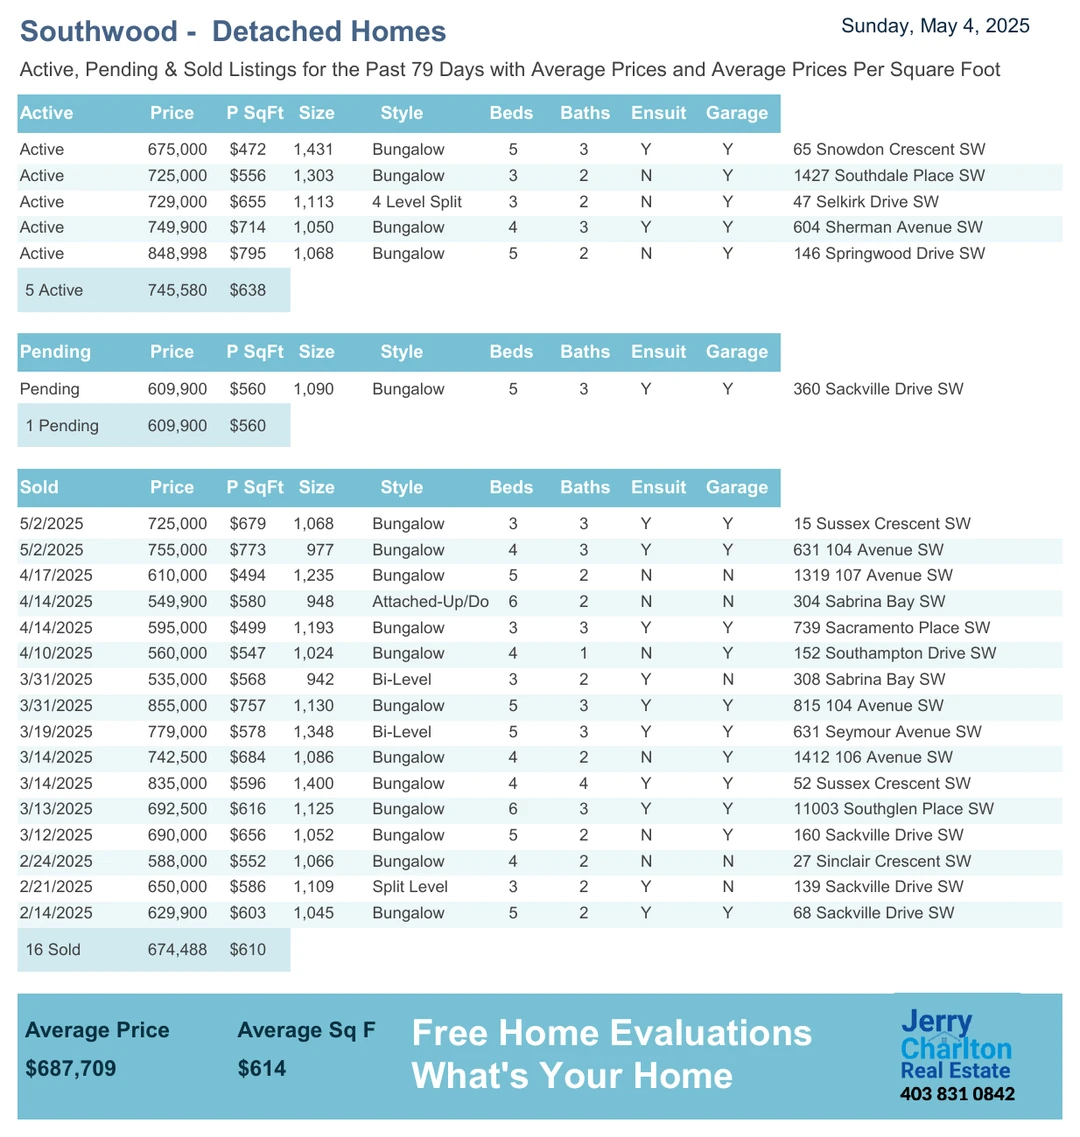 Southwood -  Detached Homes
Sunday, May 4, 2025
Active, Pending & Sold Listings for the Past 79 Days with Average Prices and Average Prices Per Square Foot
Active Price P SqFt Size Style Beds Baths Ensuit Garage
Active 675,000 $472 1,431 Bungalow 5 3 Y Y 65 Snowdon Crescent SW
Active 725,000 $556 1,303 Bungalow 3 2 N Y 1427 Southdale Place SW
Active 729,000 $655 1,113 4 Level Split 3 2 N Y 47 Selkirk Drive SW
Active 749,900 $714 1,050 Bungalow 4 3 Y Y 604 Sherman Avenue SW
Active 848,998 $795 1,068 Bungalow 5 2 N Y 146 Springwood Drive SW
5 Active 745,580 $638
Pending Price P SqFt Size Style Beds Baths Ensuit Garage
Pending 609,900 $560 1,090 Bungalow 5 3 Y Y 360 Sackville Drive SW
1 Pending 609,900 $560
Sold Price P SqFt Size Style Beds Baths Ensuit Garage
5/2/2025 725,000 $679 1,068 Bungalow 3 3 Y Y 15 Sussex Crescent SW
5/2/2025 755,000 $773 977 Bungalow 4 3 Y Y 631 104 Avenue SW
4/17/2025 610,000 $494 1,235 Bungalow 5 2 N N 1319 107 Avenue SW
4/14/2025 549,900 $580 948 Attached-Up/Do 6 2 N N 304 Sabrina Bay SW
4/14/2025 595,000 $499 1,193 Bungalow 3 3 Y Y 739 Sacramento Place SW
4/10/2025 560,000 $547 1,024 Bungalow 4 1 N Y 152 Southampton Drive SW
3/31/2025 535,000 $568 942 Bi-Level 3 2 Y N 308 Sabrina Bay SW
3/31/2025 855,000 $757 1,130 Bungalow 5 3 Y Y 815 104 Avenue SW
3/19/2025 779,000 $578 1,348 Bi-Level 5 3 Y Y 631 Seymour Avenue SW
3/14/2025 742,500 $684 1,086 Bungalow 4 2 N Y 1412 106 Avenue SW
3/14/2025 835,000 $596 1,400 Bungalow 4 4 Y Y 52 Sussex Crescent SW
3/13/2025 692,500 $616 1,125 Bungalow 6 3 Y Y 11003 Southglen Place SW
3/12/2025 690,000 $656 1,052 Bungalow 5 2 N Y 160 Sackville Drive SW
2/24/2025 588,000 $552 1,066 Bungalow 4 2 N N 27 Sinclair Crescent SW
2/21/2025 650,000 $586 1,109 Split Level 3 2 Y N 139 Sackville Drive SW
2/14/2025 629,900 $603 1,045 Bungalow 5 2 Y Y 68 Sackville Drive SW
16 Sold 674,488 $610
Average Price Average Sq F
$687,709 $614
Free Home Evaluations
What's Your Home
Jerry
Charlton
Real Estate
403 831 0842